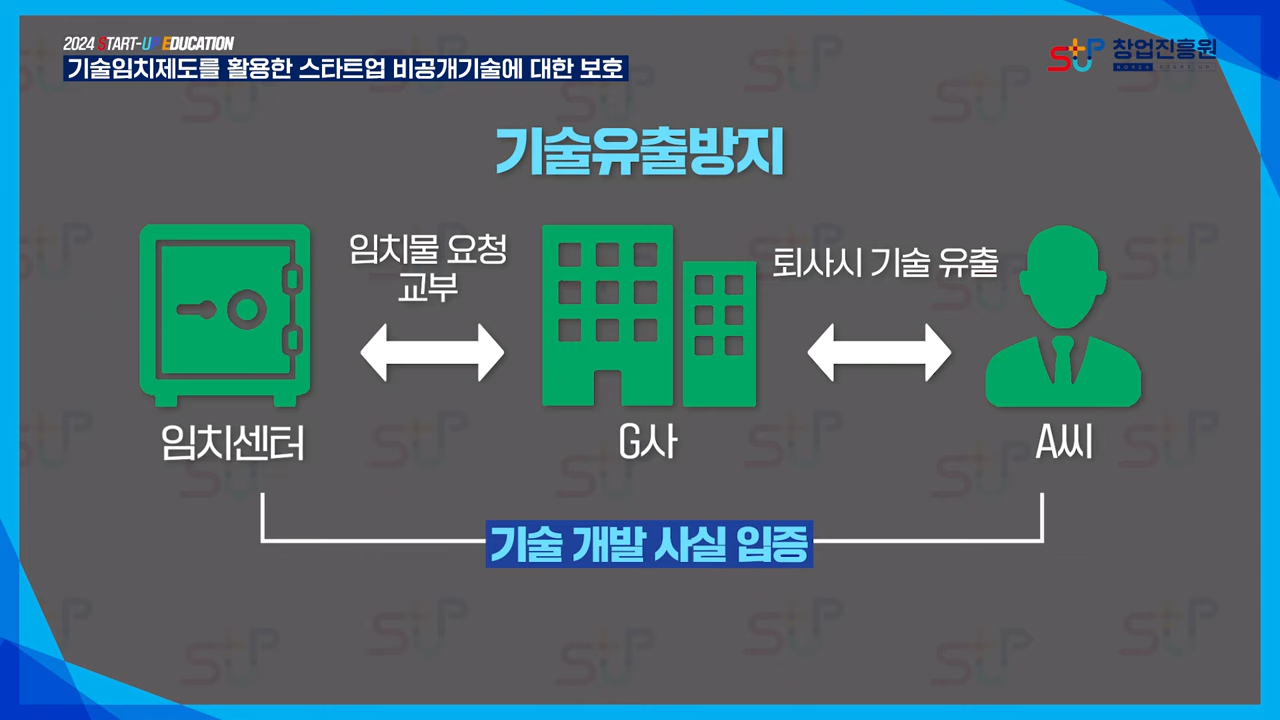 2024 START-UP EDUCATION
기술임치제도를 활용한 스타트업 비공개기술에 대한 보호
STUP 창업진흥원
기술유출방지
임치물 요청
교부
퇴사시 기술 유출
임치센터
G사
A씨
기술 개발 사실 입증